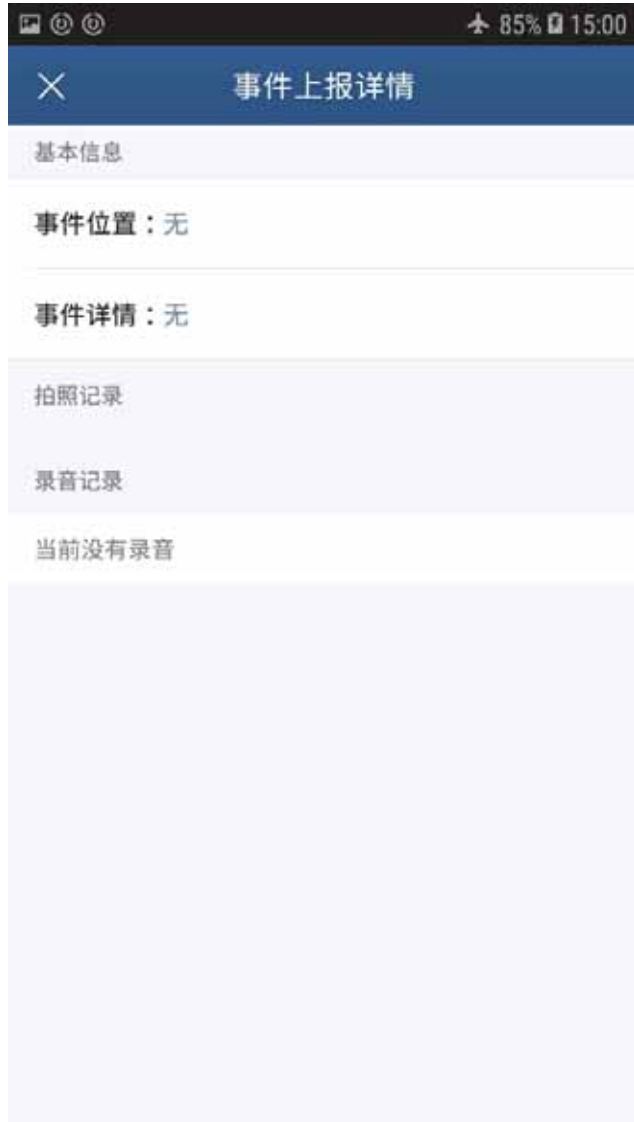 85% 15:00
事件上报详情
基本信息
事件位置：无
事件详情：无
拍照记录
录音记录
当前没有录音